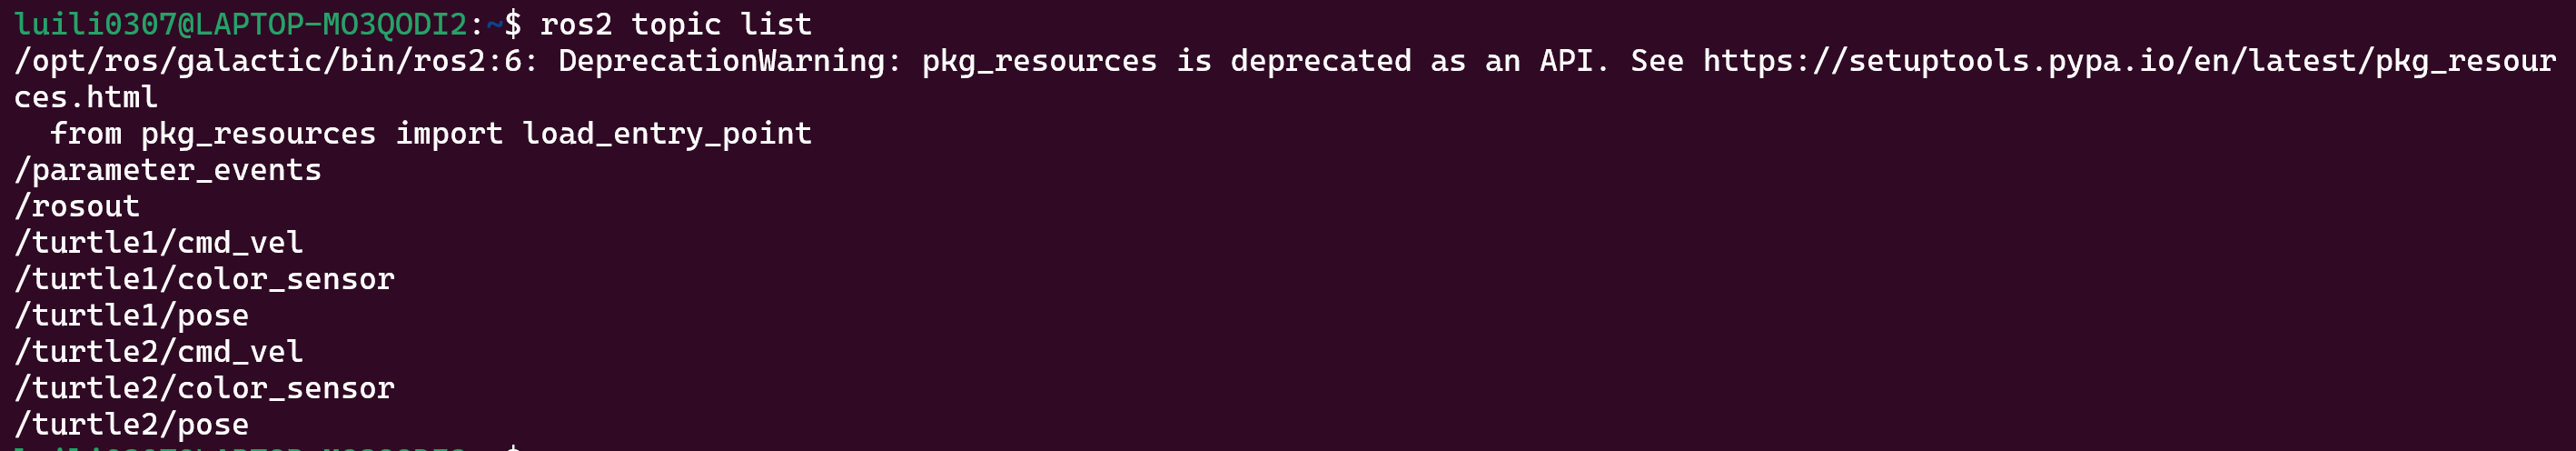 luili0307@LAPTOP-MO3QODI2:~$ ros2 topic list
/opt/ros/galactic/bin/ros2:6: DeprecationWarning: pkg_resources is deprecated as an API. See https://setuptools.pypa.io/en/latest/pkg_resour
ces.html
  from pkg_resources import load_entry_point
/parameter_events
/rosout
/turtle1/cmd_vel
/turtle1/color_sensor
/turtle1/pose
/turtle2/cmd_vel
/turtle2/color_sensor
/turtle2/pose